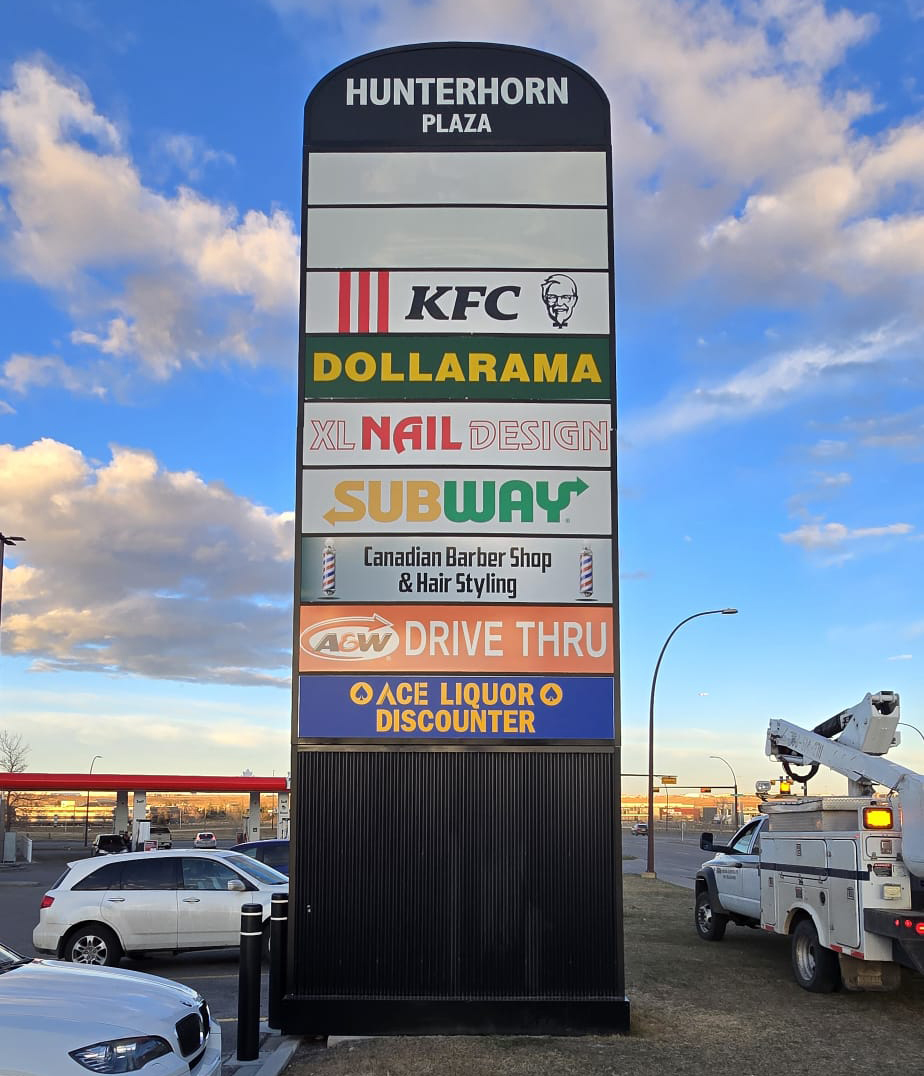 HUNTERHORN
PLAZA
KFC
DOLLARAMA
XL NAIL DESIGN
SUBWAY
Canadian Barber Shop
& Hair Styling
A&W DRIVE THRU
ACE LIQUOR
DISCOUNTER